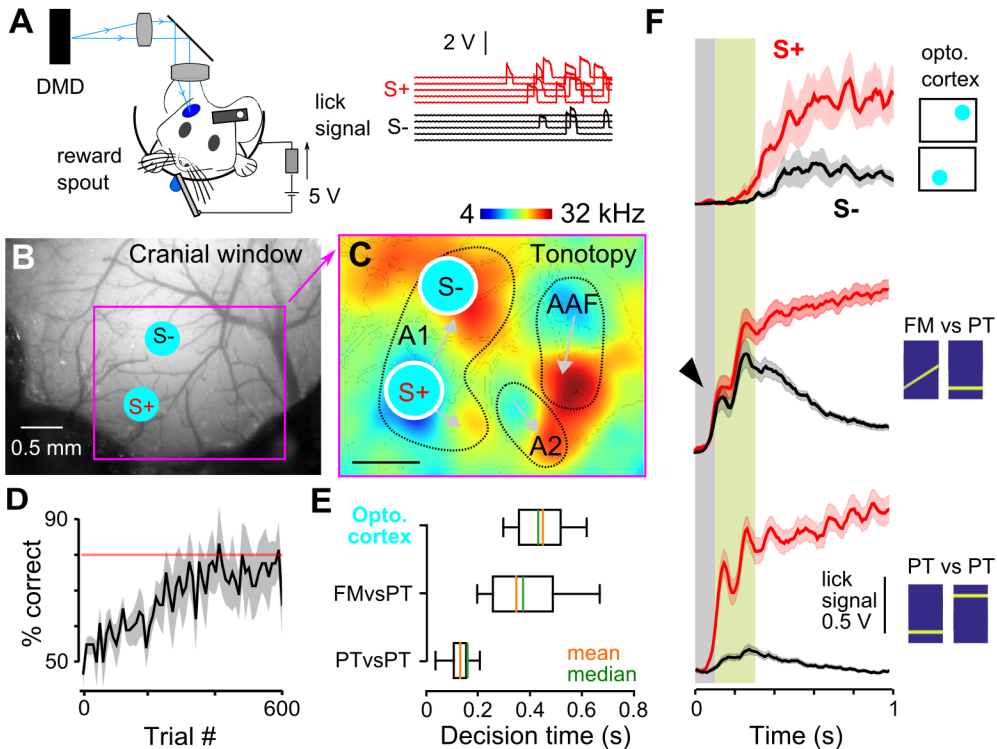 A
DMD
reward
spout
lick
signal
5 V
2 V
S+
S-
B
Cranial window
S-
S+
0.5 mm
4 32 kHz
C
Tonotopy
S-
A1
S+
AAF
A2
D
90
50
% correct
0 600
Trial #
E
Opto.
cortex
FMvsPT
PTvsPT
mean
median
0 0.2 0.4 0.6 0.8
Decision time (s)
F
S+
S-
opto.
cortex
FM vs PT
PT vs PT
lick
signal
0.5 V
0 1
Time (s)